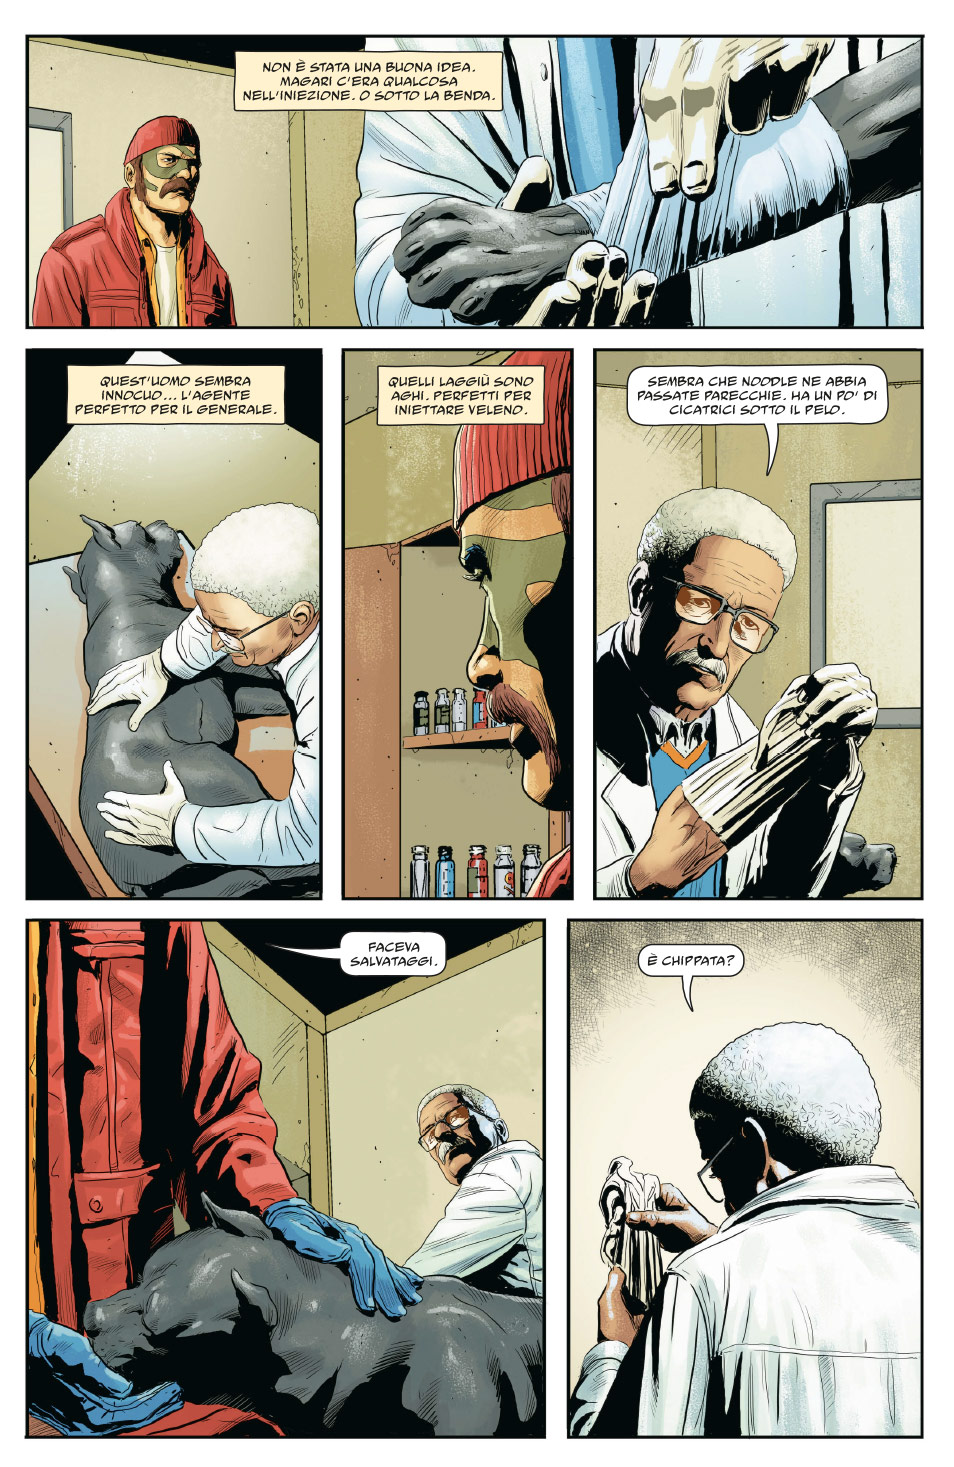 NON È STATA UNA BUONA IDEA.
MAGARI C'ERA QUALCOSA
NELL'INIEZIONE. O SOTTO LA BENDA.
QUEST'UOMO SEMBRA
INNOCUO... L'AGENTE
PERFETTO PER IL GENERALE.
QUELLI LAGGIÙ SONO
AGHI. PERFETTI PER
INIETTARE VELENO.
SEMBRA CHE NOODLE NE ABBIA
PASSATE PARECCHIE. HA UN PO' DI
CICATRICI SOTTO IL PELO.
FACEVA
SALVATAGGI.
È CHIPPATA?